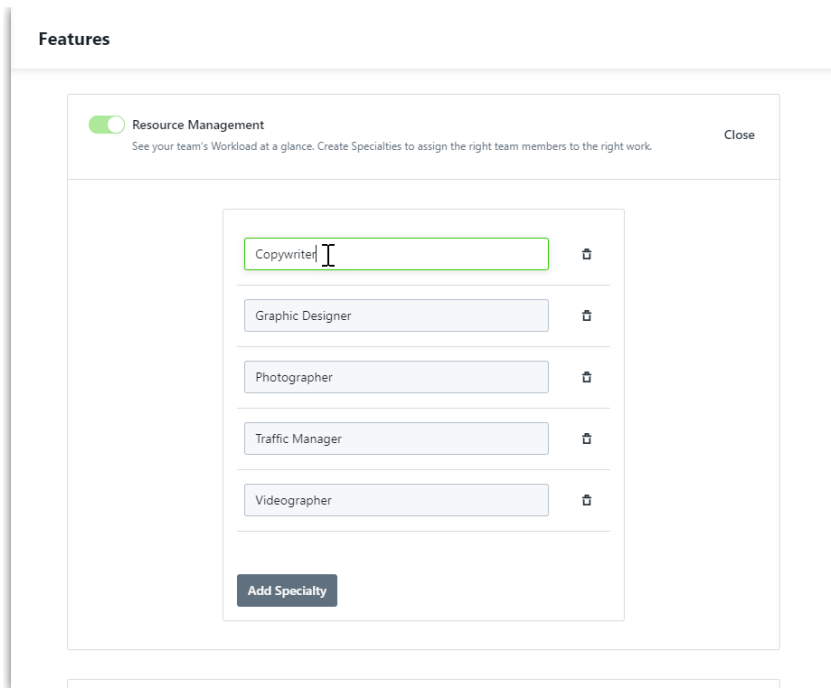 Features
Resource Management
See your team's Workload at a glance. Create Specialties to assign the right team members to the right work.
Close
Copywriter
Graphic Designer
Photographer
Traffic Manager
Videographer
Add Specialty